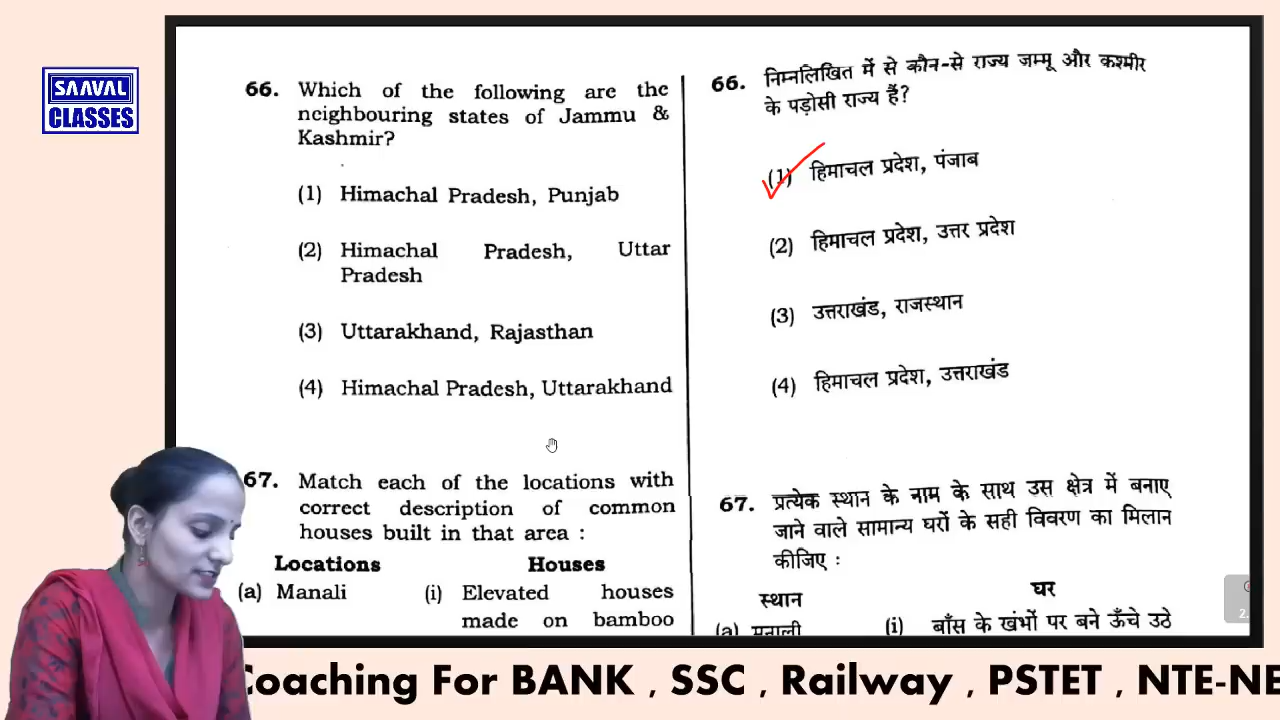 SAAVAL
CLASSES
66. Which of the following are the
neighbouring states of Jammu &
Kashmir?
(1) Himachal Pradesh, Punjab
(2) Himachal Pradesh, Uttar
Pradesh
(3) Uttarakhand, Rajasthan
(4) Himachal Pradesh, Uttarakhand
67. Match each of the locations with
correct description of common
houses built in that area :
Locations Houses
(a) Manali (i) Elevated houses
made on bamboo
66. निम्नलिखित में से कौन-से राज्य जम्मू और कश्मीर
के पड़ोसी राज्य हैं?
(1) हिमाचल प्रदेश, पंजाब
(2) हिमाचल प्रदेश, उत्तर प्रदेश
(3) उत्तराखंड, राजस्थान
(4) हिमाचल प्रदेश, उत्तराखंड
67. प्रत्येक स्थान के नाम के साथ उस क्षेत्र में बनाए
जाने वाले सामान्य घरों के सही विवरण का मिलान
कीजिए :
स्थान घर
(a) मनाली (i) बाँस के खंभों पर बने ऊँचे उठे
Coaching For BANK , SSC , Railway , PSTET , NTE-NE